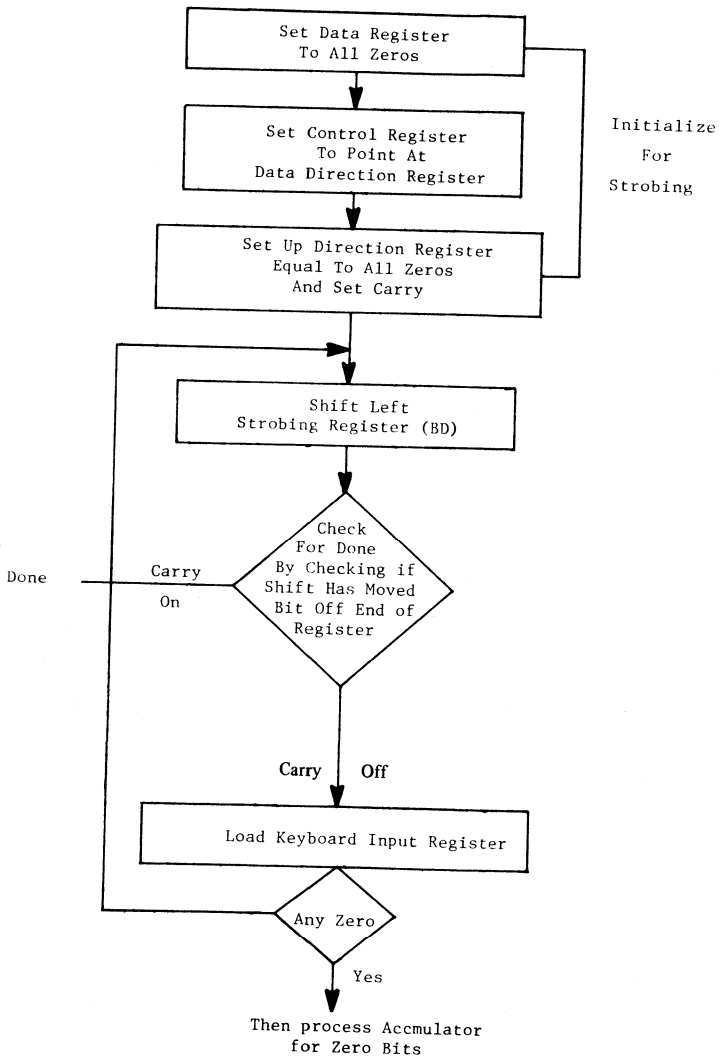 Set Data Register
To All Zeros
Set Control Register
To Point At
Data Direction Register
Initialize
For
Strobing
Set Up Direction Register
Equal To All Zeros
And Set Carry
Shift Left
Strobing Register (BD)
Check
For Done
By Checking if
Shift Has Moved
Bit Off End of
Register
Done
Carry
On
Carry Off
Load Keyboard Input Register
Any Zero
Yes
Then process Accmulator
for Zero Bits